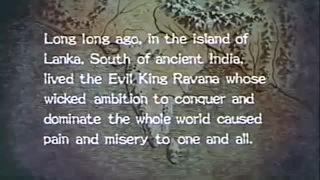 Long long ago, in the island of
Lanka, South of ancient India,
lived the Evil King Ravana whose
wicked ambition to conquer and
dominate the whole world caused
pain and misery to one and all.